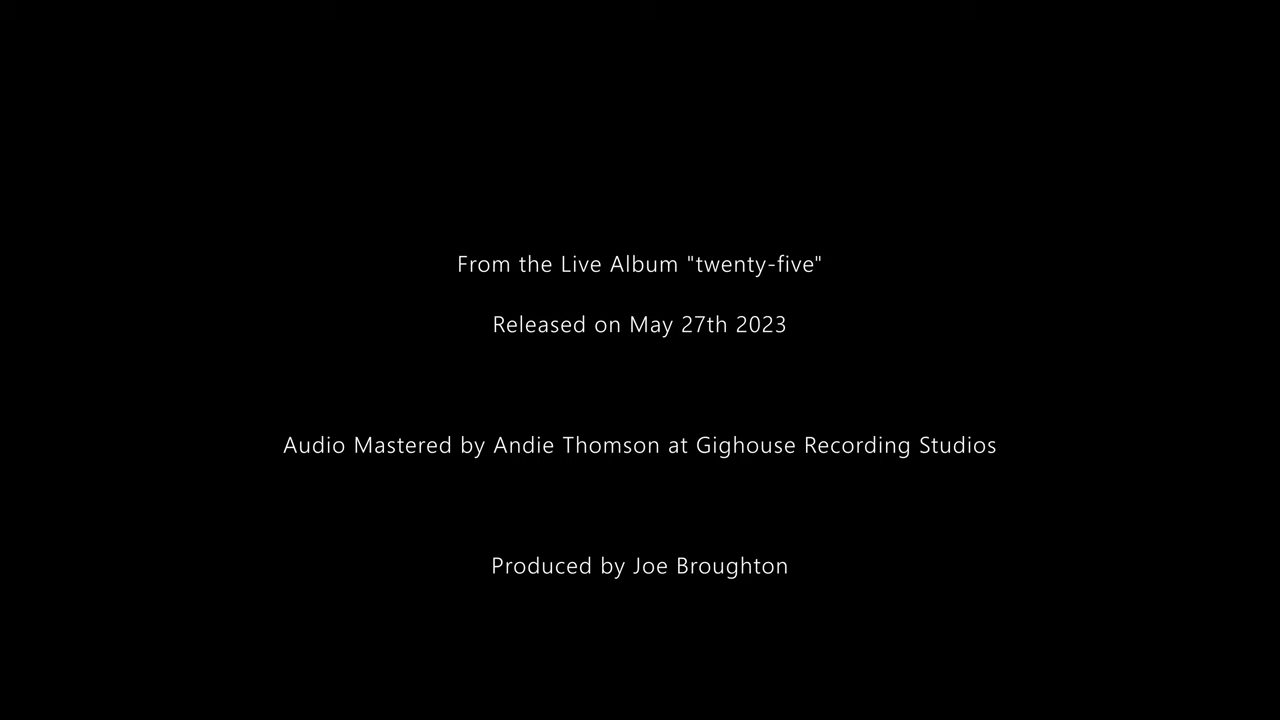 From the Live Album "twenty-five"
Released on May 27th 2023
Audio Mastered by Andie Thomson at Gighouse Recording Studios
Produced by Joe Broughton